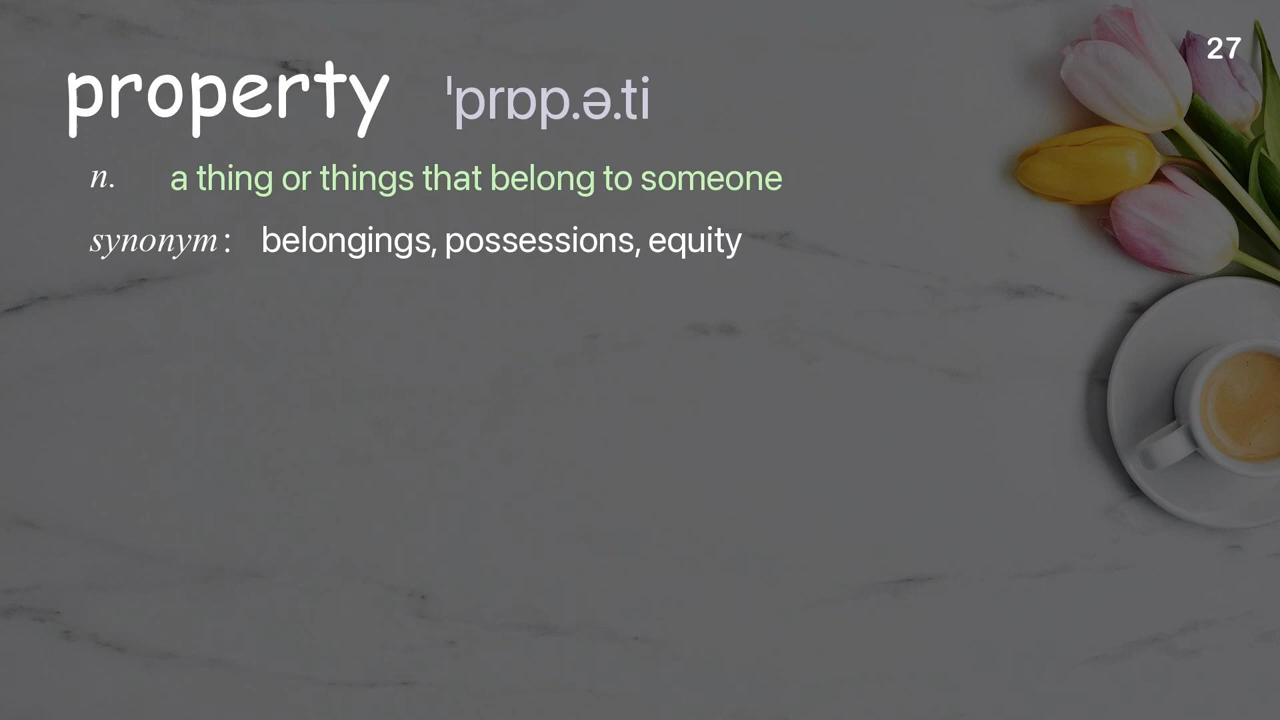 27
property ˈprɒp.ə.ti
n. a thing or things that belong to someone
synonym: belongings, possessions, equity